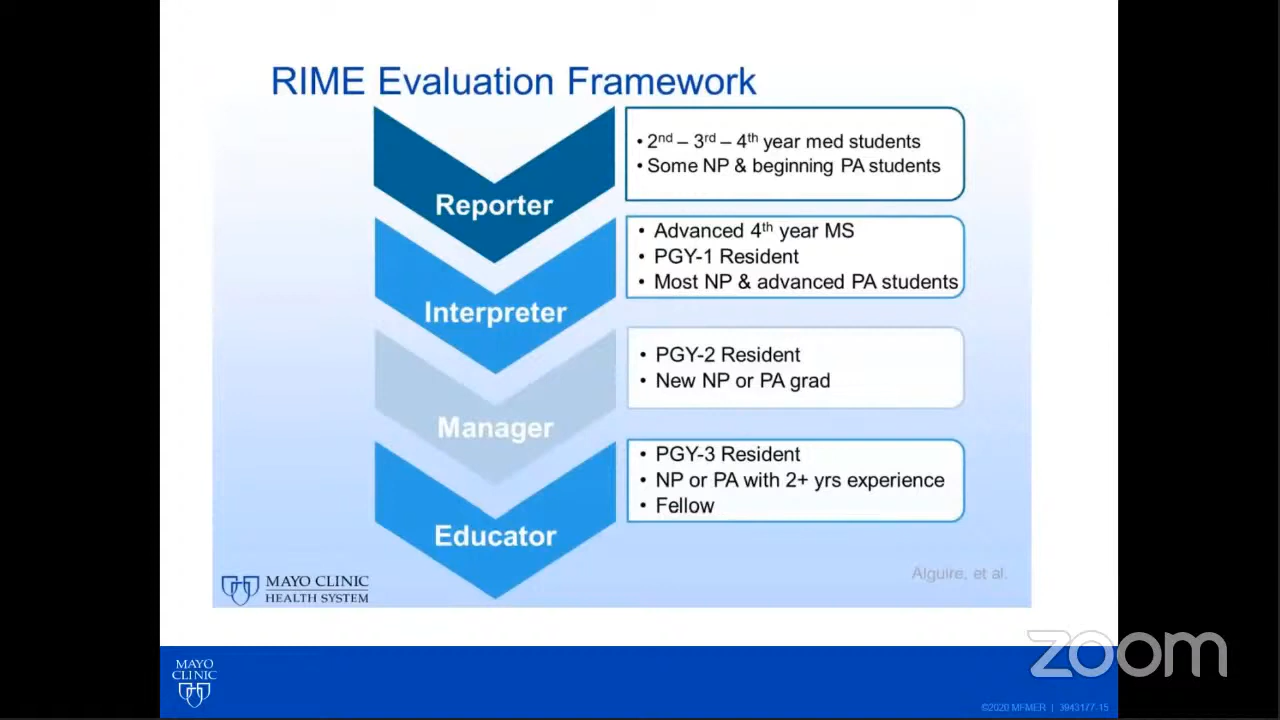 RIME Evaluation Framework
Reporter
• 2nd – 3rd – 4th year med students
• Some NP & beginning PA students
Interpreter
• Advanced 4th year MS
• PGY-1 Resident
• Most NP & advanced PA students
Manager
• PGY-2 Resident
• New NP or PA grad
Educator
• PGY-3 Resident
• NP or PA with 2+ yrs experience
• Fellow
Alguire, et al.
MAYO CLINIC
HEALTH SYSTEM
MAYO
CLINIC
zoom
©2020 MFMER | 3943177-15